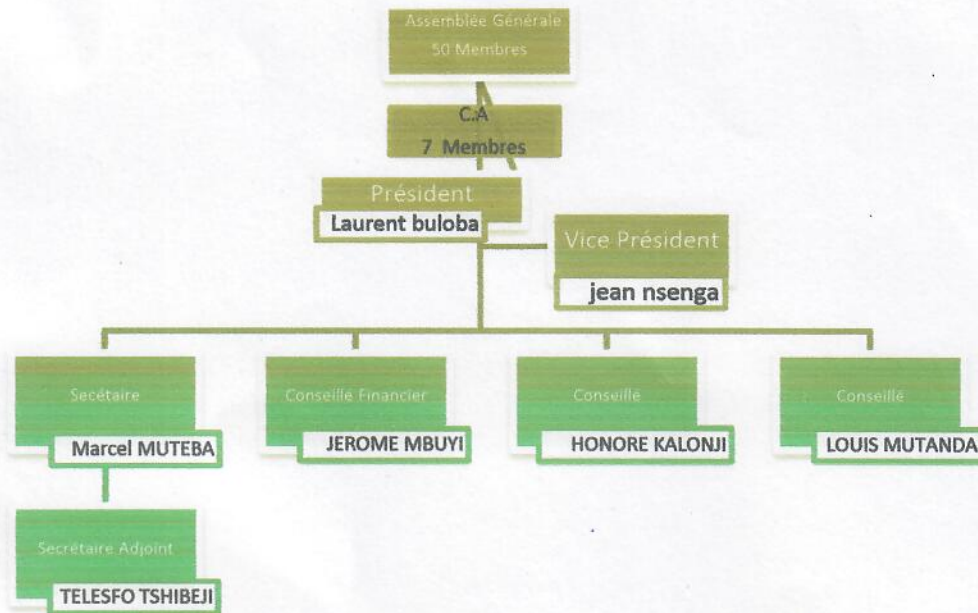 Assemblée Générale
50 Membres
C.A
7 Membres
Président
Laurent buloba
Vice Président
jean nsenga
Secétaire
Marcel MUTEBA
Conseillé Financier
JEROME MBUYI
Conseillé
HONORE KALONJI
Conseillé
LOUIS MUTANDA
Secrétaire Adjoint
TELESFO TSHIBEJI